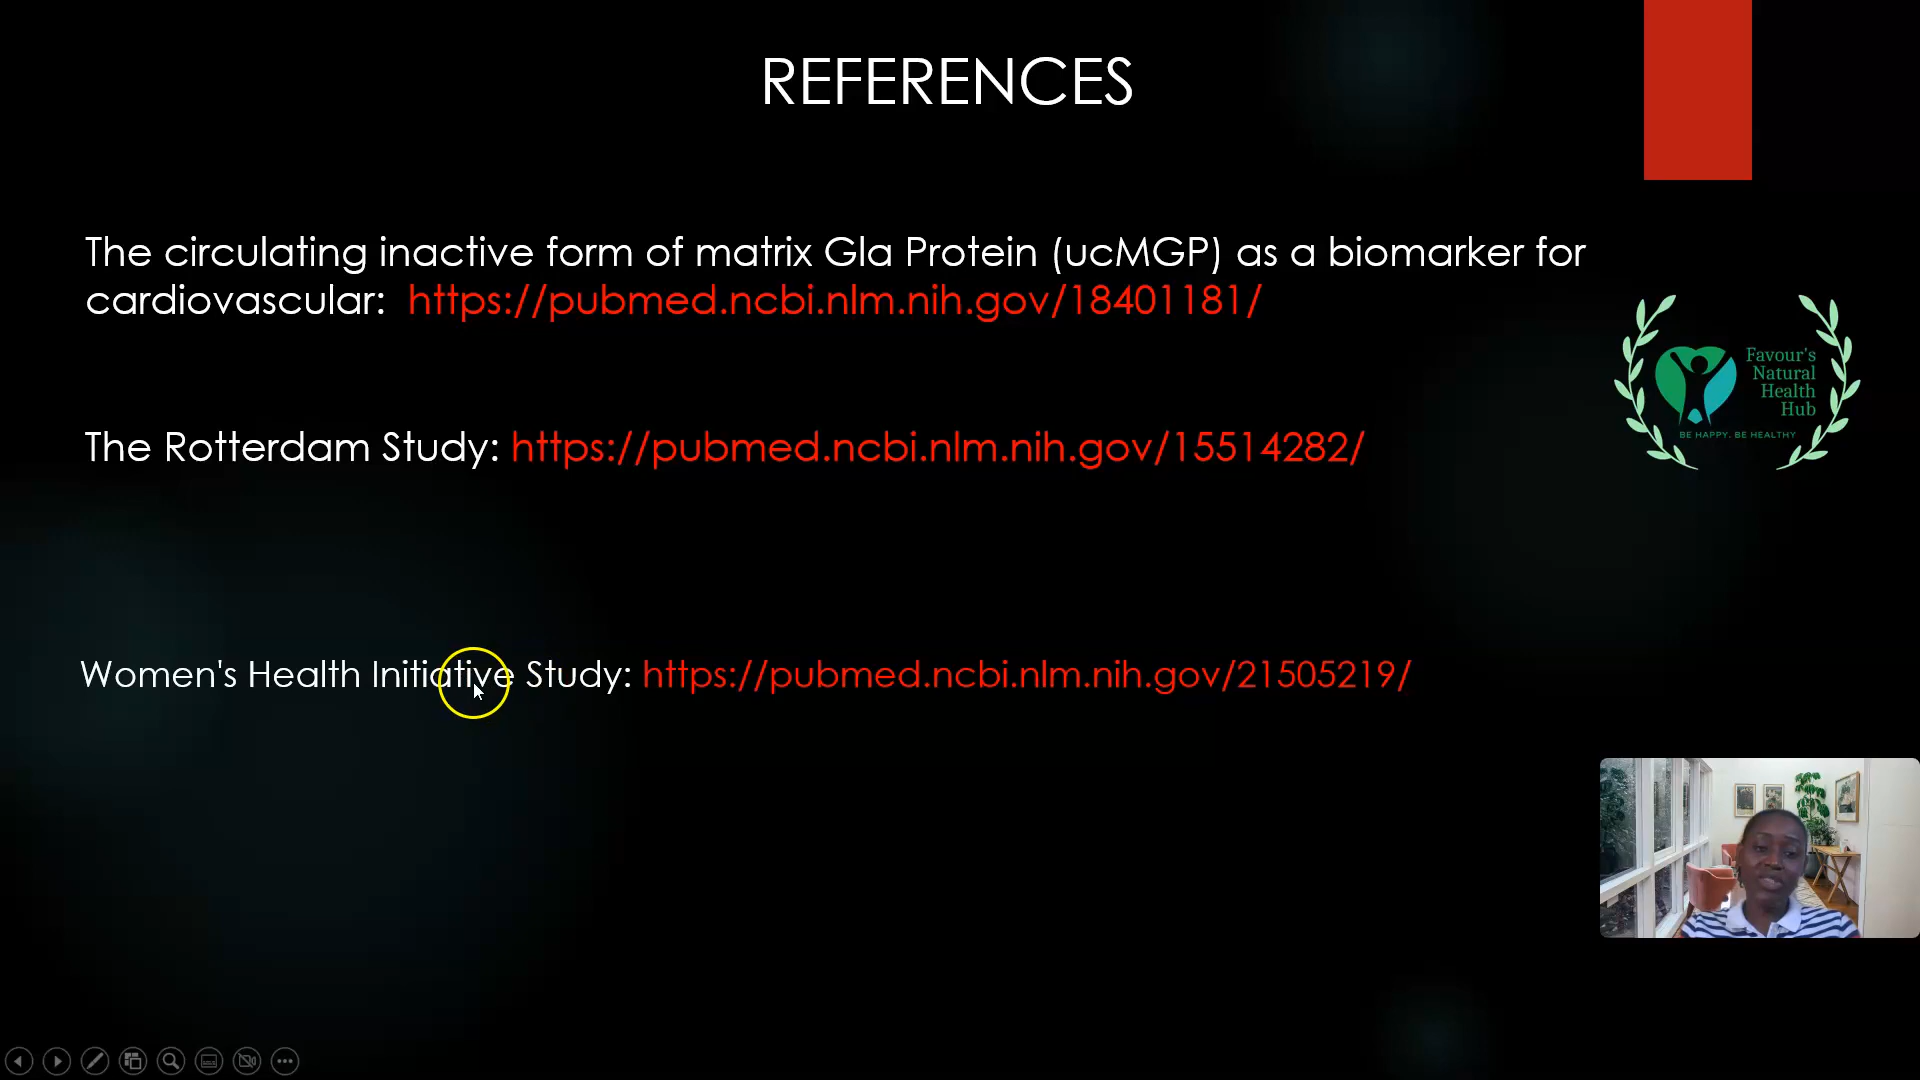 REFERENCES
The circulating inactive form of matrix Gla Protein (ucMGP) as a biomarker for
cardiovascular: https://pubmed.ncbi.nlm.nih.gov/18401181/
Favour's
Natural
Health
Hub
BE HAPPY. BE HEALTHY
The Rotterdam Study: https://pubmed.ncbi.nlm.nih.gov/15514282/
Women's Health Initiative Study: https://pubmed.ncbi.nlm.nih.gov/21505219/